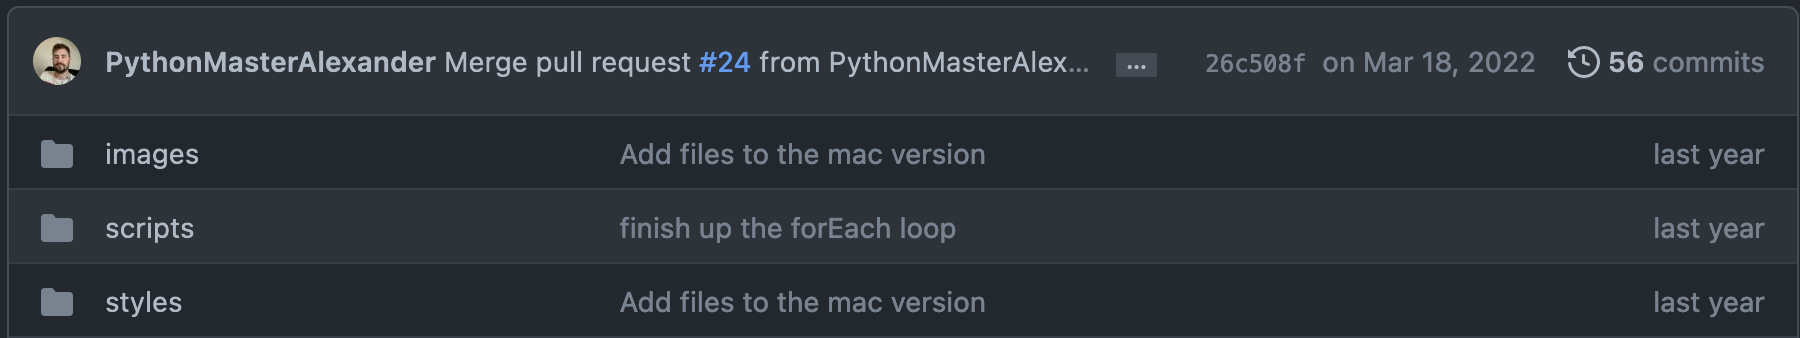 PythonMasterAlexander Merge pull request #24 from PythonMasterAlex... ... 26c508f on Mar 18, 2022 56 commits
images Add files to the mac version last year
scripts finish up the forEach loop last year
styles Add files to the mac version last year